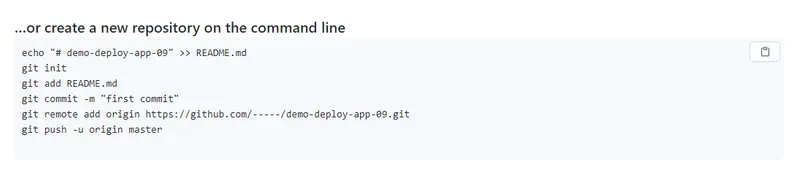 ...or create a new repository on the command line
echo "# demo-deploy-app-09" >> README.md
git init
git add README.md
git commit -m "first commit"
git remote add origin https://github.com/-----/demo-deploy-app-09.git
git push -u origin master